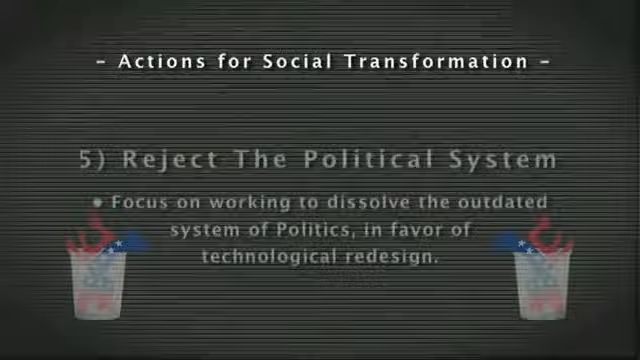 - Actions for Social Transformation -
5) Reject The Political System
• Focus on working to dissolve the outdated
system of Politics, in favor of
technological redesign.